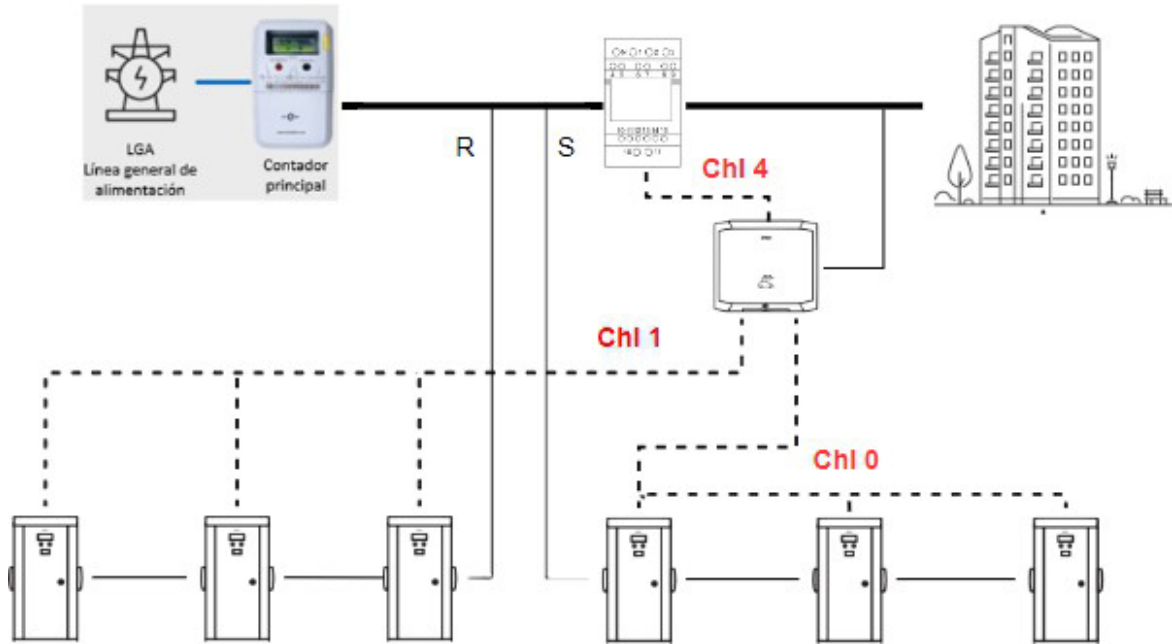 LGA
Línea general de
alimentación
Contador
principal
R
S
Chl 4
Chl 1
Chl 0